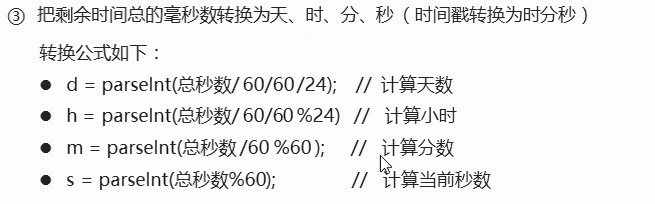 ③ 把剩余时间总的毫秒数转换为天、时、分、秒（时间戳转换为时分秒）
转换公式如下：
● d = parseInt(总秒数/ 60/60 /24); // 计算天数
● h = parseInt(总秒数/ 60/60 %24) // 计算小时
● m = parseInt(总秒数 /60 %60 ); // 计算分数
● s = parseInt(总秒数%60); // 计算当前秒数